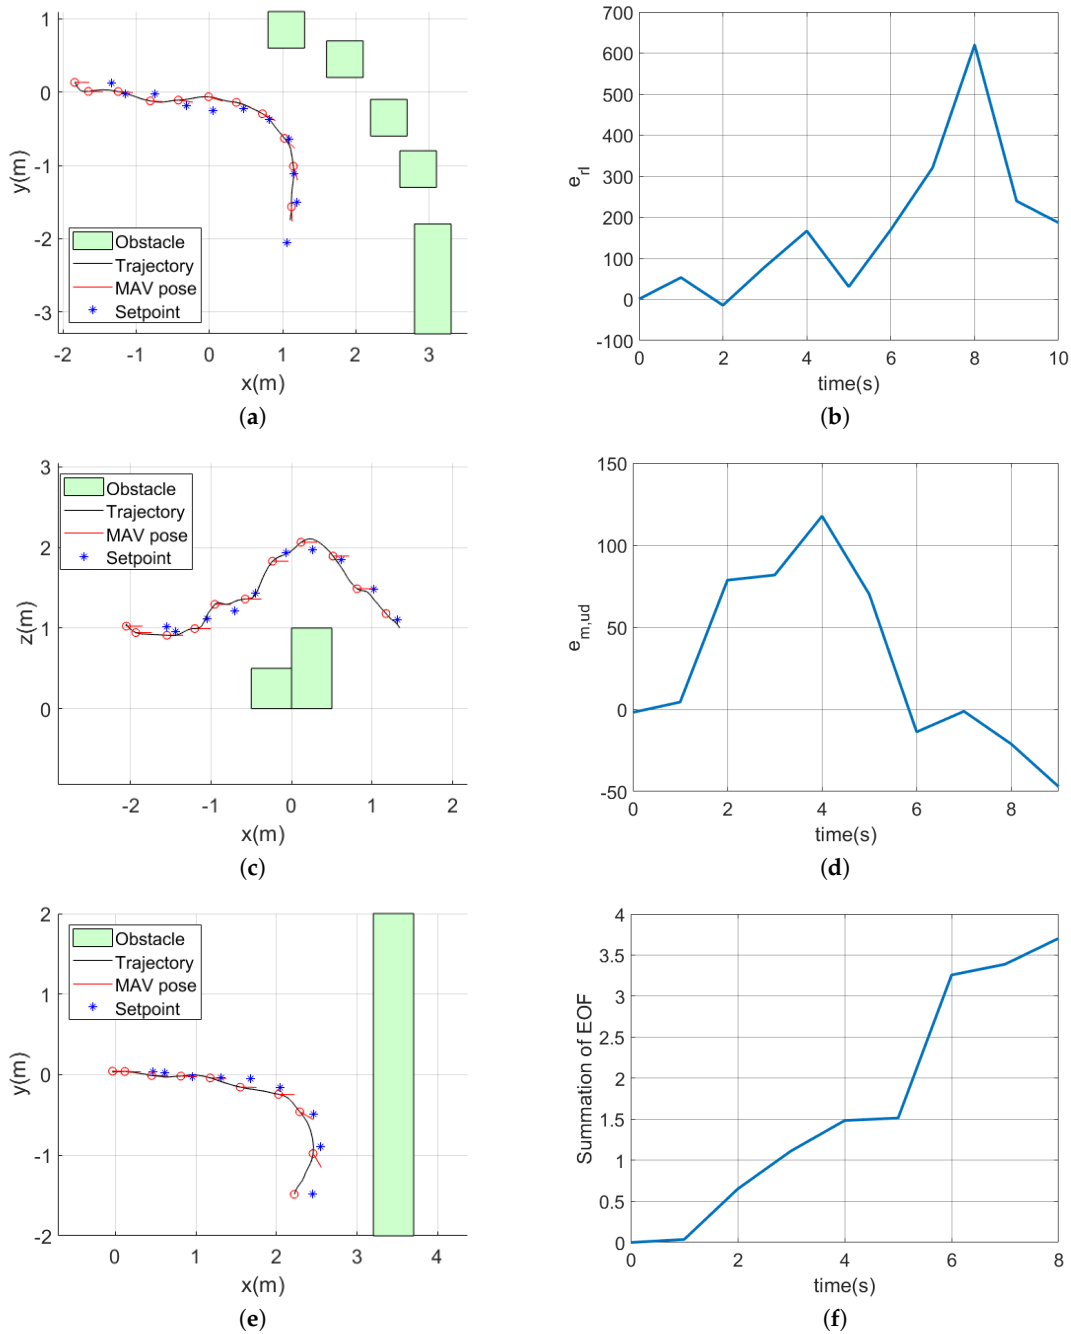 1
0
-1
-2
-3
y(m)
Obstacle
Trajectory
MAV pose
Setpoint
-2
-1
0
1
2
3
x(m)
(a)
700
600
500
400
300
200
100
0
-100
e_rl
0
2
4
6
8
10
time(s)
(b)
3
2
1
0
z(m)
Obstacle
Trajectory
MAV pose
Setpoint
-2
-1
0
1
2
x(m)
(c)
150
100
50
0
-50
e_m,ud
0
2
4
6
8
time(s)
(d)
2
1
0
-1
-2
y(m)
Obstacle
Trajectory
MAV pose
Setpoint
0
1
2
3
4
x(m)
(e)
4
3.5
3
2.5
2
1.5
1
0.5
0
Summation of EOF
0
2
4
6
8
time(s)
(f)